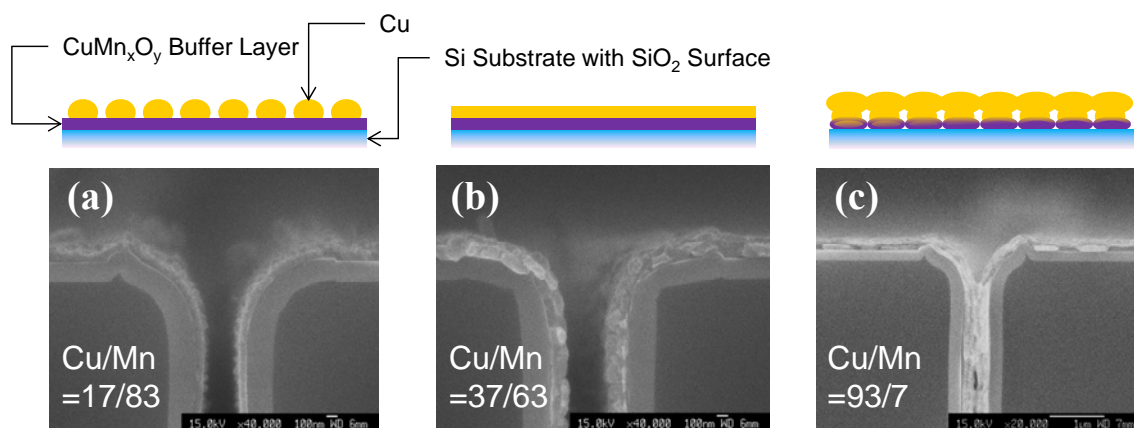 Cu
CuMnxOy Buffer Layer
Si Substrate with SiO2 Surface
(a)
Cu/Mn
=17/83
15.0kV ×40,000 100nm WD 6mm
(b)
Cu/Mn
=37/63
15.0kV ×40,000 100nm WD 6mm
(c)
Cu/Mn
=93/7
15.0kV ×20,000 1μm WD 7mm